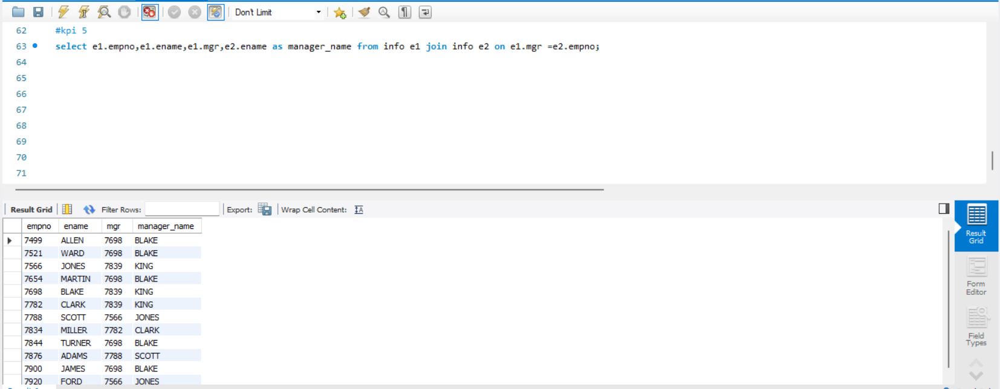 Don't Limit
62 #kpi 5
63 select e1.empno,e1.ename,e1.mgr,e2.ename as manager_name from info e1 join info e2 on e1.mgr =e2.empno;
64
65
66
67
68
69
70
71
Result Grid Filter Rows: Export: Wrap Cell Content:
empno ename mgr manager_name
7499 ALLEN 7698 BLAKE
7521 WARD 7698 BLAKE
7566 JONES 7839 KING
7654 MARTIN 7698 BLAKE
7698 BLAKE 7839 KING
7782 CLARK 7839 KING
7788 SCOTT 7566 JONES
7834 MILLER 7782 CLARK
7844 TURNER 7698 BLAKE
7876 ADAMS 7788 SCOTT
7900 JAMES 7698 BLAKE
7920 FORD 7566 JONES
Result
Grid
Form
Editor
Field
Types